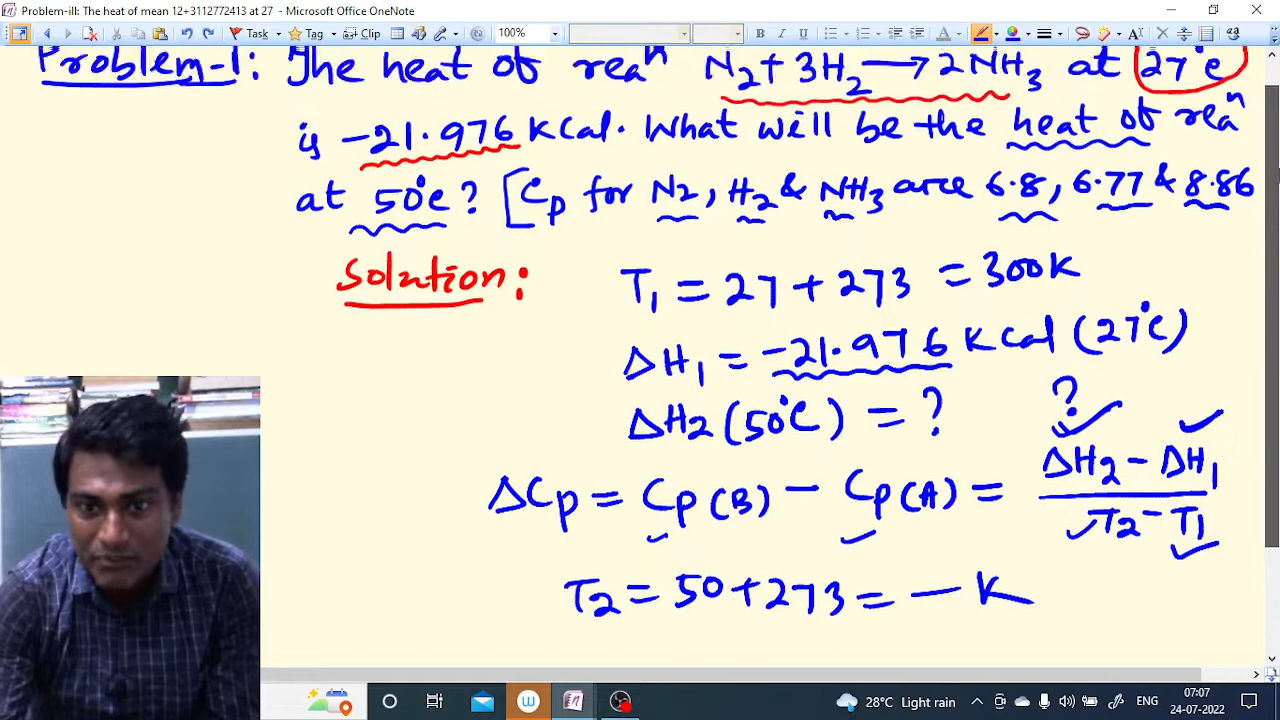 Problem-ill: The heat of mean 12+3112772413 at 27 - Microsoft Office OneNote
Task Tag Clip 100% B I U
Problem-1: The heat of reaⁿ N₂+3H₂⟶2NH₃ at 27°C
is -21.976 KCal. What will be the heat of reaⁿ
at 50°C? [Cp for N₂, H₂ & NH₃ are 6.8, 6.77 & 8.86
Solution:
T₁ = 27+273 = 300K
ΔH₁ = -21.976 KCal (27°C)
ΔH₂ (50°C) = ? ?
ΔCp = Cp(B) - Cp(A) = ΔH₂-ΔH₁ / T₂-T₁
T₂ = 50+273 = — K
28°C Light rain ENG 07:07
24-07-2022